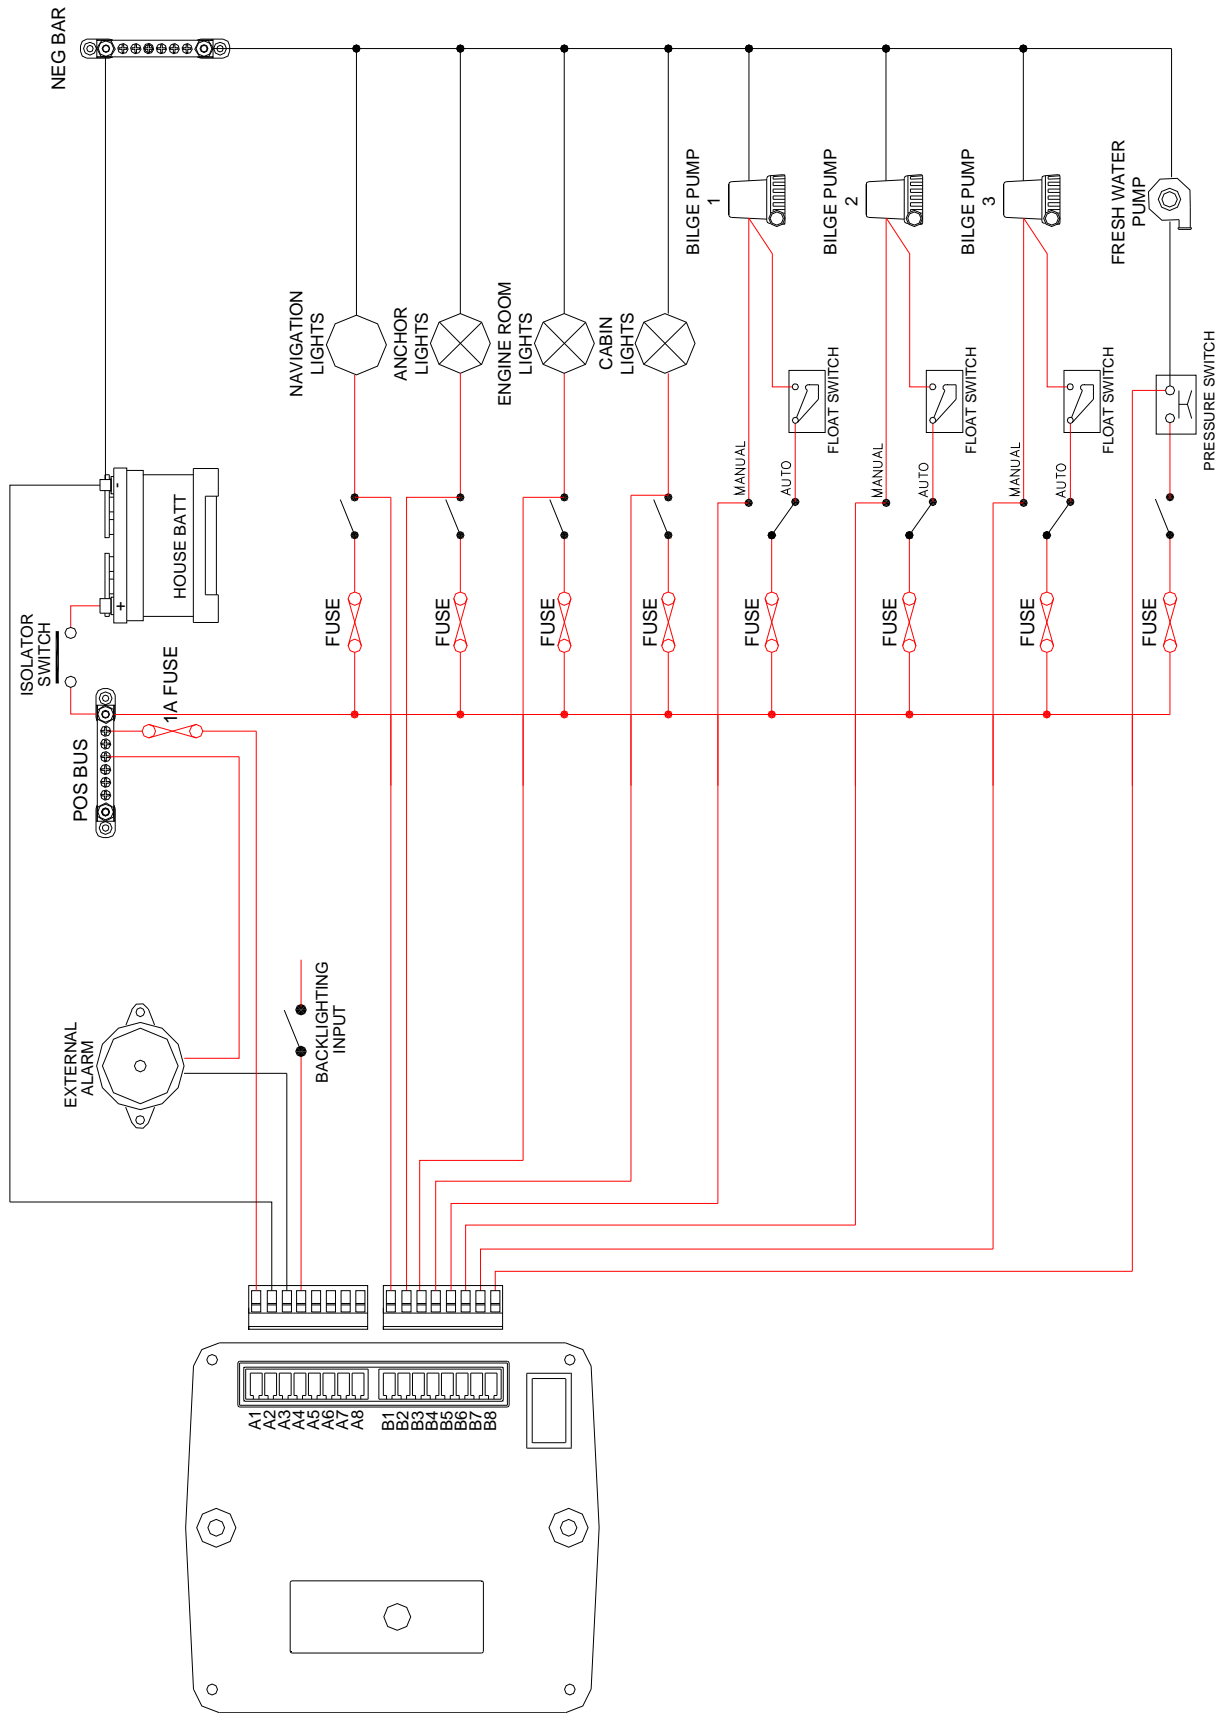 NEG BAR
HOUSE BATT
+
-
ISOLATOR
SWITCH
POS BUS
1A FUSE
EXTERNAL
ALARM
BACKLIGHTING
INPUT
NAVIGATION
LIGHTS
ANCHOR
LIGHTS
ENGINE ROOM
LIGHTS
CABIN
LIGHTS
BILGE PUMP
1
BILGE PUMP
2
BILGE PUMP
3
FRESH WATER
PUMP
FLOAT SWITCH
FLOAT SWITCH
FLOAT SWITCH
PRESSURE SWITCH
MANUAL
AUTO
MANUAL
AUTO
MANUAL
AUTO
FUSE
FUSE
FUSE
FUSE
FUSE
FUSE
FUSE
FUSE
A1
A2
A3
A4
A5
A6
A7
A8
B1
B2
B3
B4
B5
B6
B7
B8